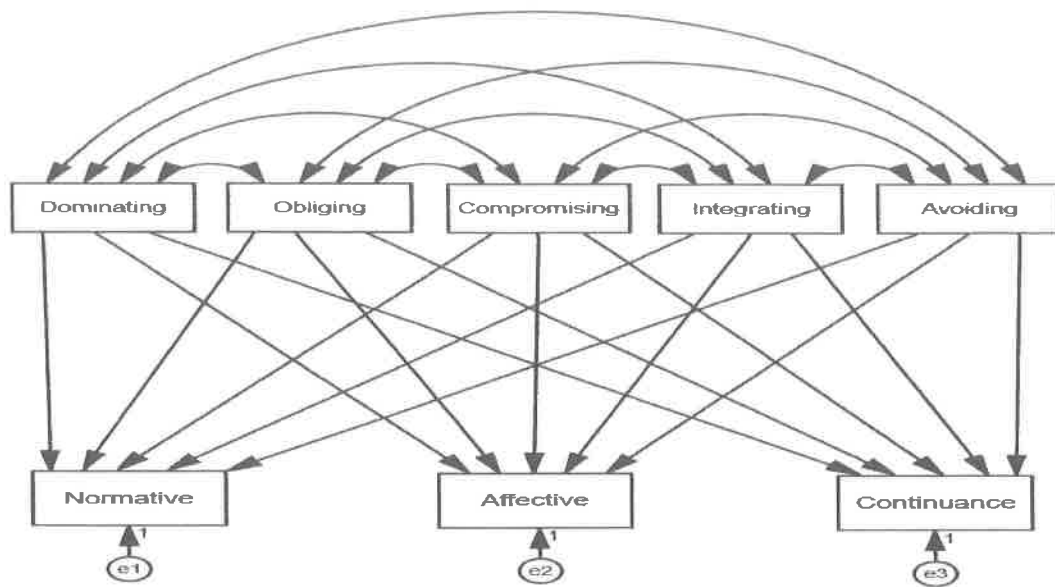 Dominating
Obliging
Compromising
Integrating
Avoiding
Normative
Affective
Continuance
1
1
1
e1
e2
e3